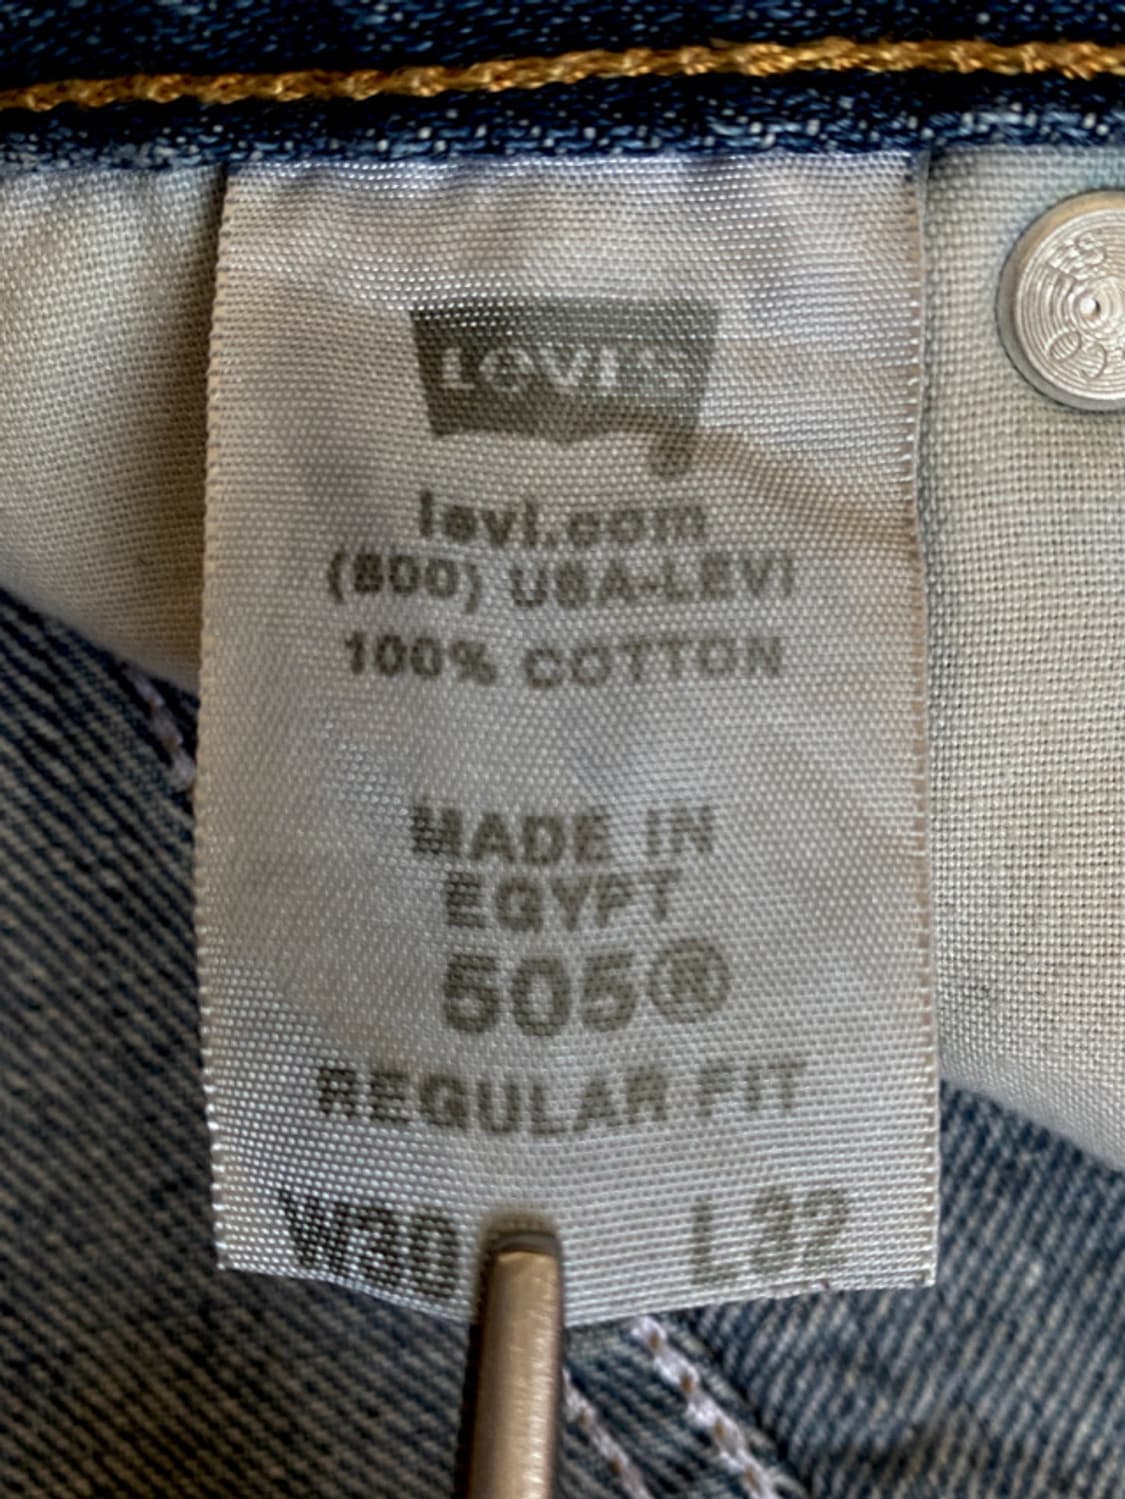 LEVI'S
levi.com
(800) USA-LEVI
100% COTTON
MADE IN
EGYPT
505®
REGULAR FIT
W30 L32